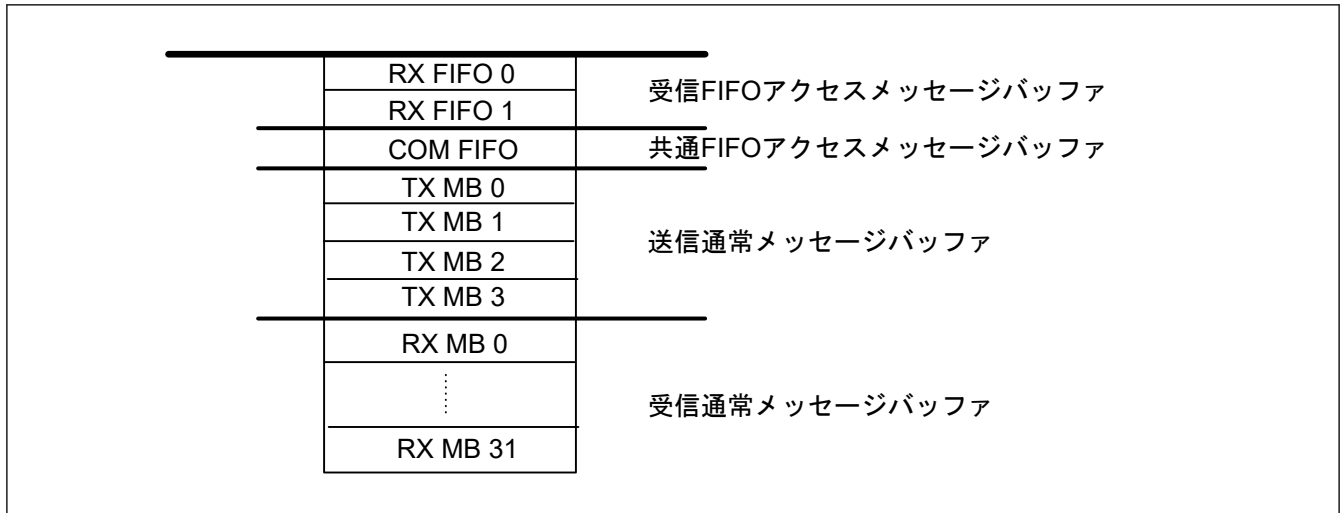 RX FIFO 0
受信FIFOアクセスメッセージバッファ
RX FIFO 1
COM FIFO
共通FIFOアクセスメッセージバッファ
TX MB 0
TX MB 1
送信通常メッセージバッファ
TX MB 2
TX MB 3
RX MB 0
受信通常メッセージバッファ
RX MB 31